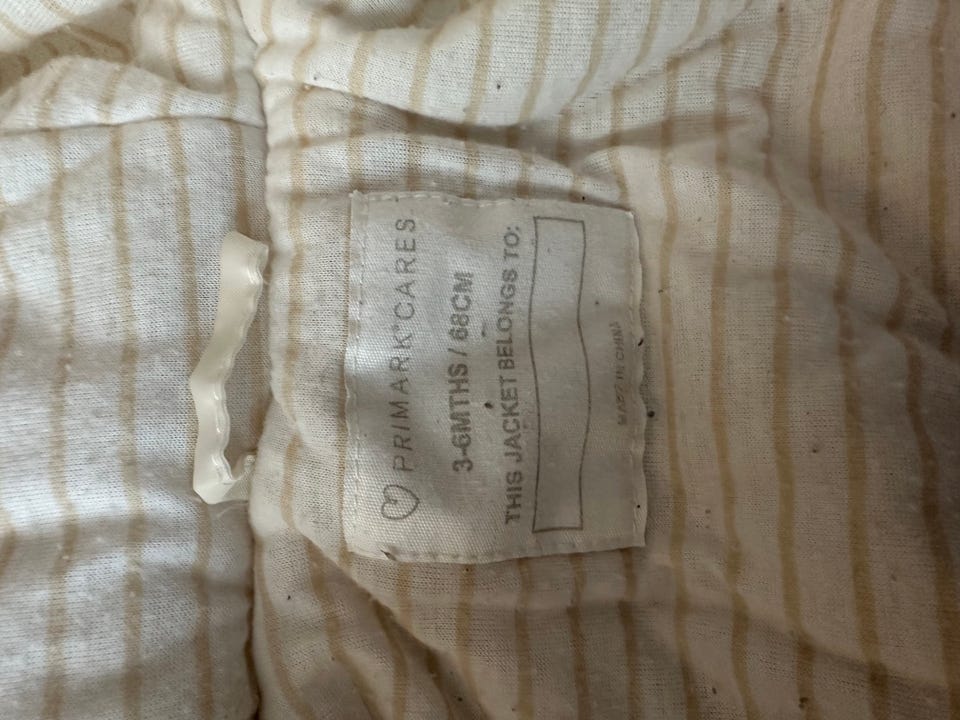 PRIMARK®CARES
3-6MTHS / 68CM
THIS JACKET BELONGS TO:
MADE IN CHINA